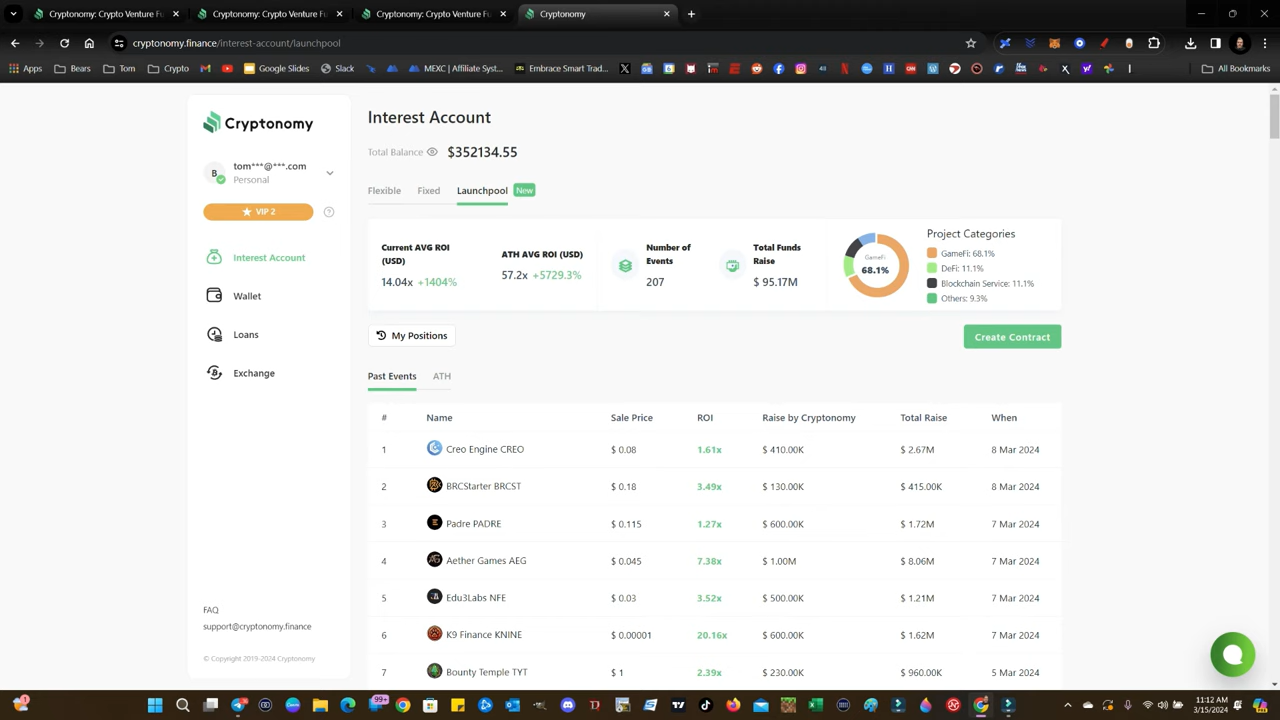 Cryptonomy: Crypto Venture Fu
Cryptonomy: Crypto Venture Fu
Cryptonomy: Crypto Venture Fu
Cryptonomy
cryptonomy.finance/interest-account/launchpool
Apps
Bears
Tom
Crypto
Google Slides
Slack
MEXC | Affiliate Syst...
Embrace Smart Trad...
All Bookmarks
Cryptonomy
B
tom***@***.com
Personal
VIP 2
Interest Account
Wallet
Loans
Exchange
FAQ
support@cryptonomy.finance
© Copyright 2019-2024 Cryptonomy
Interest Account
Total Balance $352134.55
Flexible Fixed Launchpool New
Current AVG ROI
(USD)
14.04x +1404%
ATH AVG ROI (USD)
57.2x +5729.3%
Number of
Events
207
Total Funds
Raise
$ 95.17M
GameFi
68.1%
Project Categories
GameFi: 68.1%
DeFi: 11.1%
Blockchain Service: 11.1%
Others: 9.3%
My Positions
Create Contract
Past Events ATH
# Name Sale Price ROI Raise by Cryptonomy Total Raise When
1 Creo Engine CREO $ 0.08 1.61x $ 410.00K $ 2.67M 8 Mar 2024
2 BRCStarter BRCST $ 0.18 3.49x $ 130.00K $ 415.00K 8 Mar 2024
3 Padre PADRE $ 0.115 1.27x $ 600.00K $ 1.72M 7 Mar 2024
4 Aether Games AEG $ 0.045 7.38x $ 1.00M $ 8.06M 7 Mar 2024
5 Edu3Labs NFE $ 0.03 3.52x $ 500.00K $ 1.21M 7 Mar 2024
6 K9 Finance KNINE $ 0.00001 20.16x $ 600.00K $ 1.62M 7 Mar 2024
7 Bounty Temple TYT $ 1 2.39x $ 230.00K $ 960.00K 5 Mar 2024
99+
11:12 AM
3/15/2024